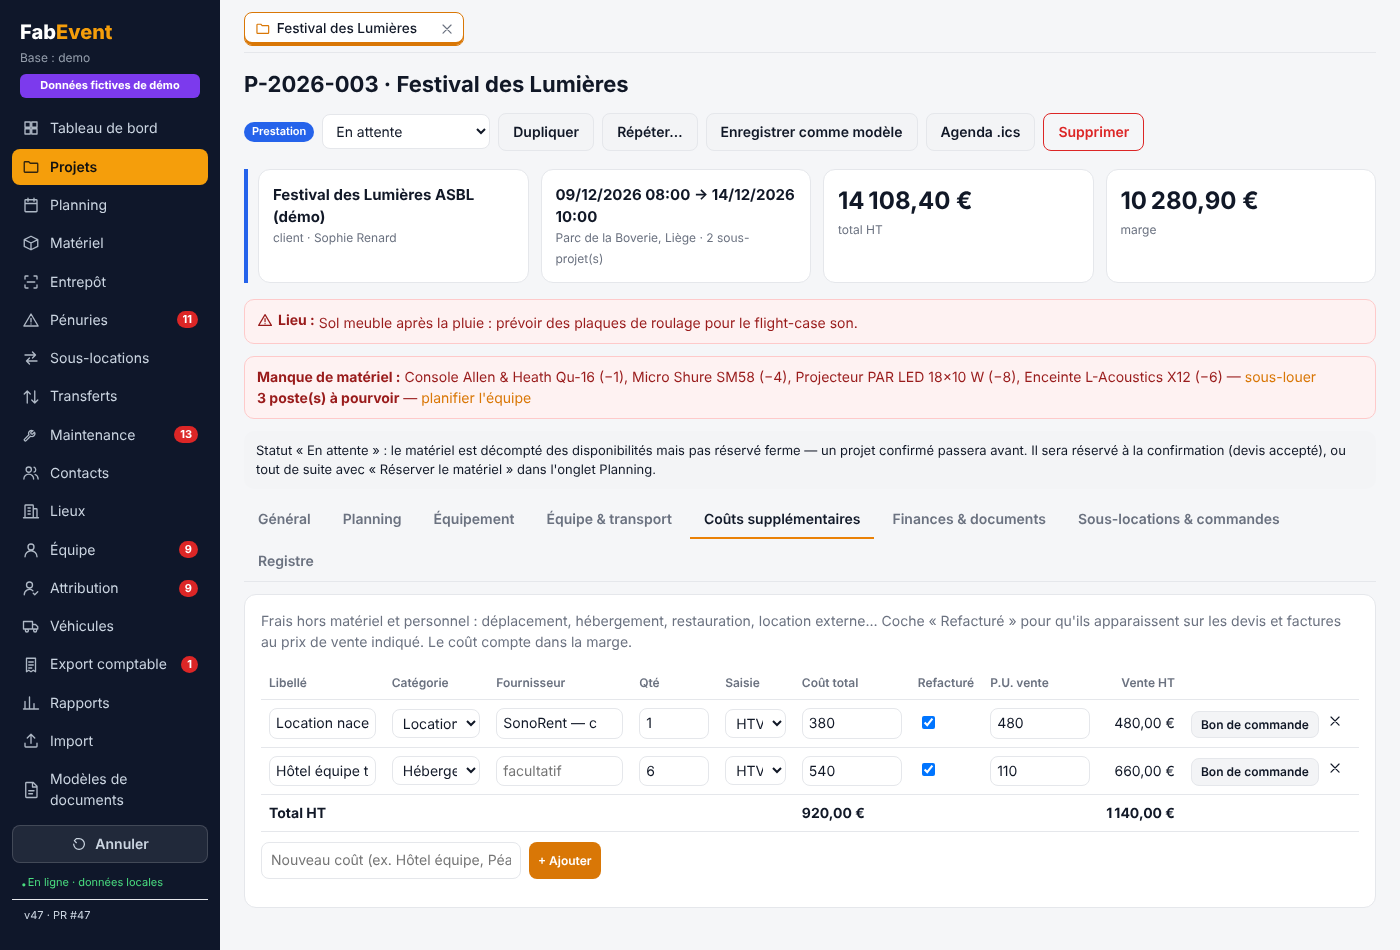 FabEvent
Base : demo
Données fictives de démo
Tableau de bord
Projets
Planning
Matériel
Entrepôt
Pénuries 11
Sous-locations
Transferts
Maintenance 13
Contacts
Lieux
Équipe 9
Attribution 9
Véhicules
Export comptable 1
Rapports
Import
Modèles de
documents
Annuler
En ligne · données locales
v47 · PR #47
Festival des Lumières
P-2026-003 · Festival des Lumières
Prestation En attente Dupliquer Répéter... Enregistrer comme modèle Agenda .ics Supprimer
Festival des Lumières ASBL
(démo)
client · Sophie Renard
09/12/2026 08:00 → 14/12/2026
10:00
Parc de la Boverie, Liège · 2 sous-
projet(s)
14 108,40 €
total HT
10 280,90 €
marge
Lieu : Sol meuble après la pluie : prévoir des plaques de roulage pour le flight-case son.
Manque de matériel : Console Allen & Heath Qu-16 (−1), Micro Shure SM58 (−4), Projecteur PAR LED 18×10 W (−8), Enceinte L-Acoustics X12 (−6) — sous-louer
3 poste(s) à pourvoir — planifier l'équipe
Statut « En attente » : le matériel est décompté des disponibilités mais pas réservé ferme — un projet confirmé passera avant. Il sera réservé à la confirmation (devis accepté), ou
tout de suite avec « Réserver le matériel » dans l'onglet Planning.
Général Planning Équipement Équipe & transport Coûts supplémentaires Finances & documents Sous-locations & commandes
Registre
Frais hors matériel et personnel : déplacement, hébergement, restauration, location externe... Coche « Refacturé » pour qu'ils apparaissent sur les devis et factures
au prix de vente indiqué. Le coût compte dans la marge.
Libellé Catégorie Fournisseur Qté Saisie Coût total Refacturé P.U. vente Vente HT
Location nace Location SonoRent — c 1 HTV 380 480 480,00 € Bon de commande
Hôtel équipe t Héberge facultatif 6 HTV 540 110 660,00 € Bon de commande
Total HT 920,00 € 1 140,00 €
Nouveau coût (ex. Hôtel équipe, Péa + Ajouter